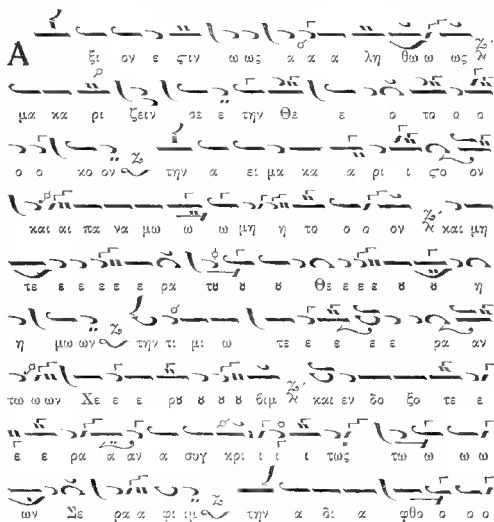 Α ξι ον ε ςιν ω ως α α α λη θω ω ως
μα κα ρι ζειν σε ε την Θε ε ε ο το ο ο
ο ο κο ον την α ει μα κα α ρι ι ςο ον
και αι πα να μω ω ω μη η το ο ο ον και μη
τε ε ε ε ε ε ρα τȣ ȣ ȣ ȣ Θε ε ε ε ȣ ȣ η
η μω ων την τι μι ω τε ε ε ε ε ρα αν
τω ω ων Χε ε ε ε ρȣ ȣ ȣ ȣ βιμ και εν δο ξο τε ε
ε ε ρα α αν α συγ κρι ι ι ι τως τω ω ω ω
ων Σε ρα α φι ιμ την α δι α φθο ο ο ο